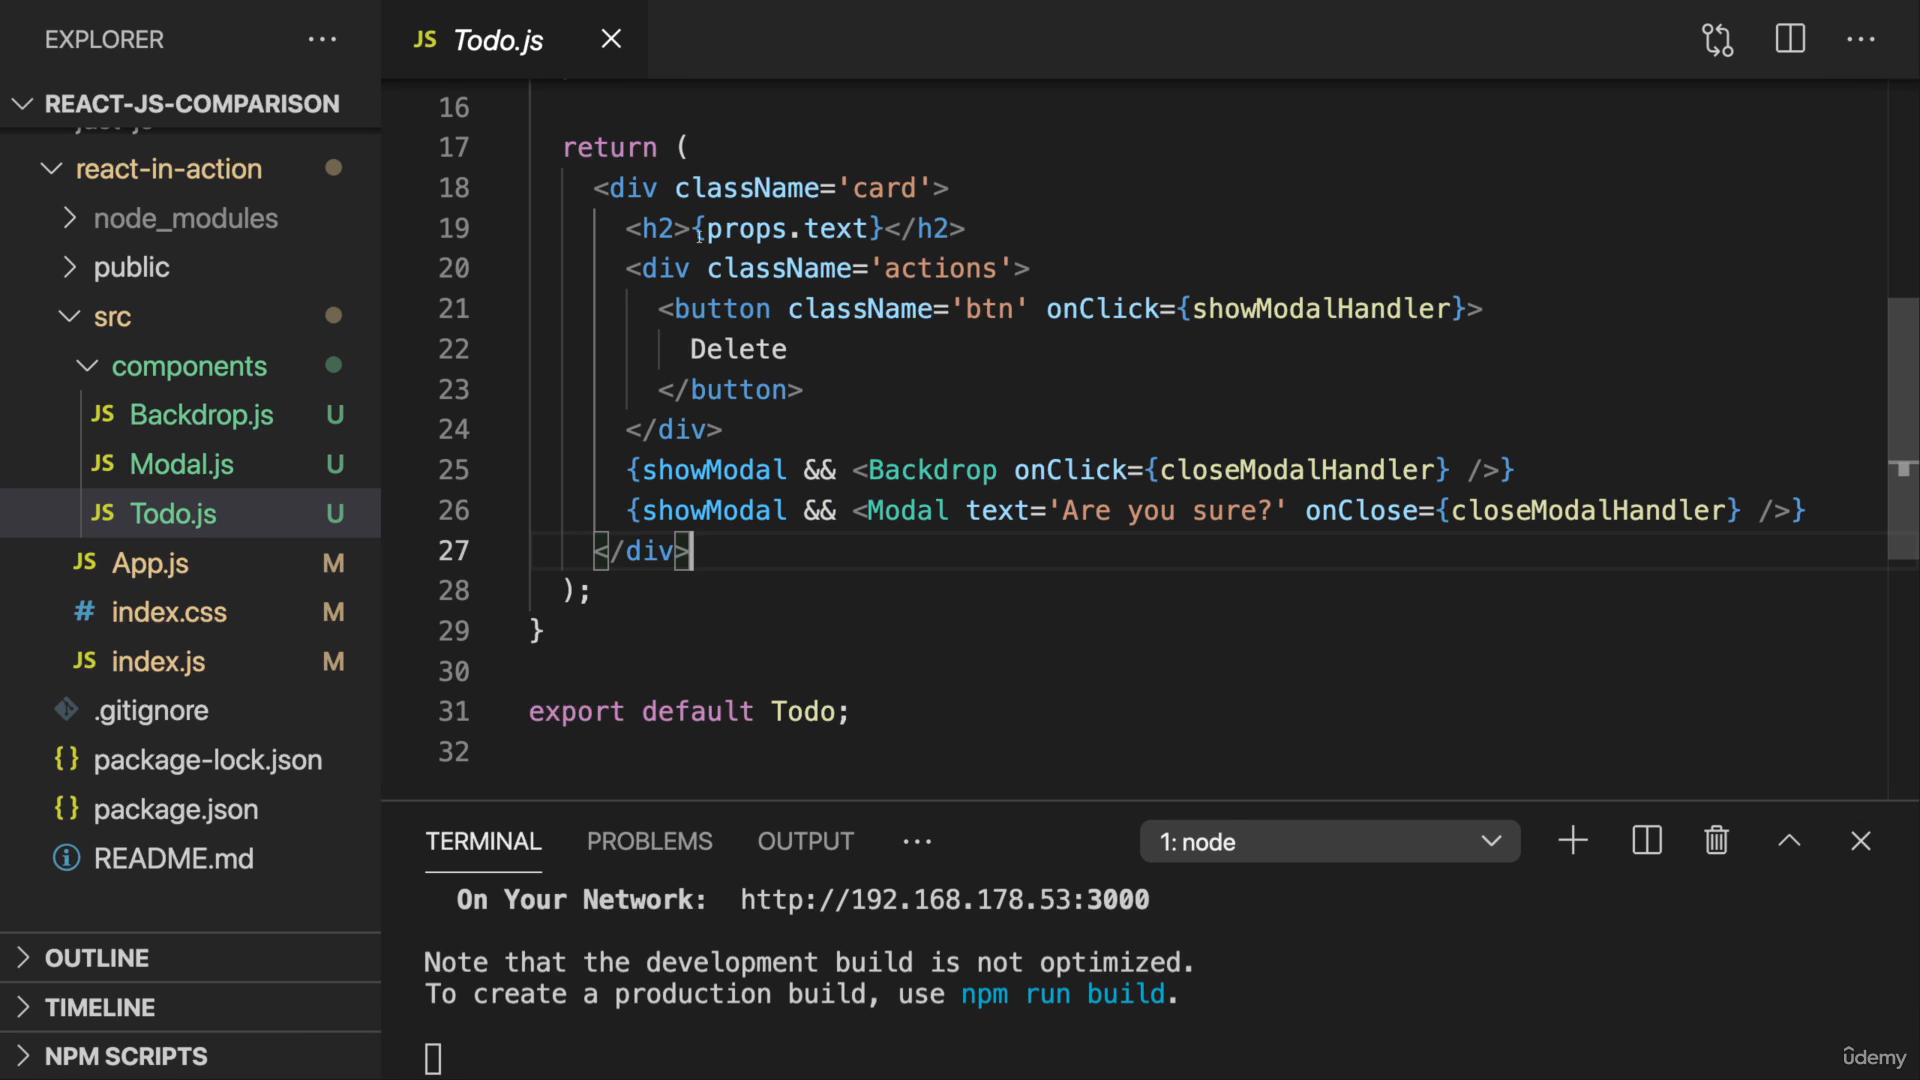 EXPLORER
REACT-JS-COMPARISON
react-in-action
node_modules
public
src
components
JS Backdrop.js U
JS Modal.js U
JS Todo.js U
JS App.js M
# index.css M
JS index.js M
.gitignore
{} package-lock.json
{} package.json
README.md
OUTLINE
TIMELINE
NPM SCRIPTS
JS Todo.js
16
17 return (
18 <div className='card'>
19 <h2>{props.text}</h2>
20 <div className='actions'>
21 <button className='btn' onClick={showModalHandler}>
22 Delete
23 </button>
24 </div>
25 {showModal && <Backdrop onClick={closeModalHandler} />}
26 {showModal && <Modal text='Are you sure?' onClose={closeModalHandler} />}
27 </div>
28 );
29 }
30
31 export default Todo;
32
TERMINAL PROBLEMS OUTPUT ··· 1: node
On Your Network: http://192.168.178.53:3000
Note that the development build is not optimized.
To create a production build, use npm run build.
ûdemy